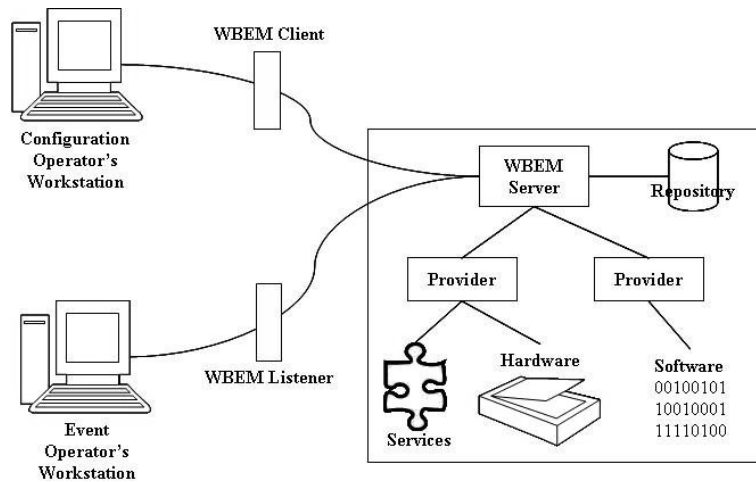 WBEM Client
Configuration
Operator's
Workstation
WBEM
Server
Repository
Provider
Provider
Hardware
Software
00100101
10010001
11110100
Services
WBEM Listener
Event
Operator's
Workstation